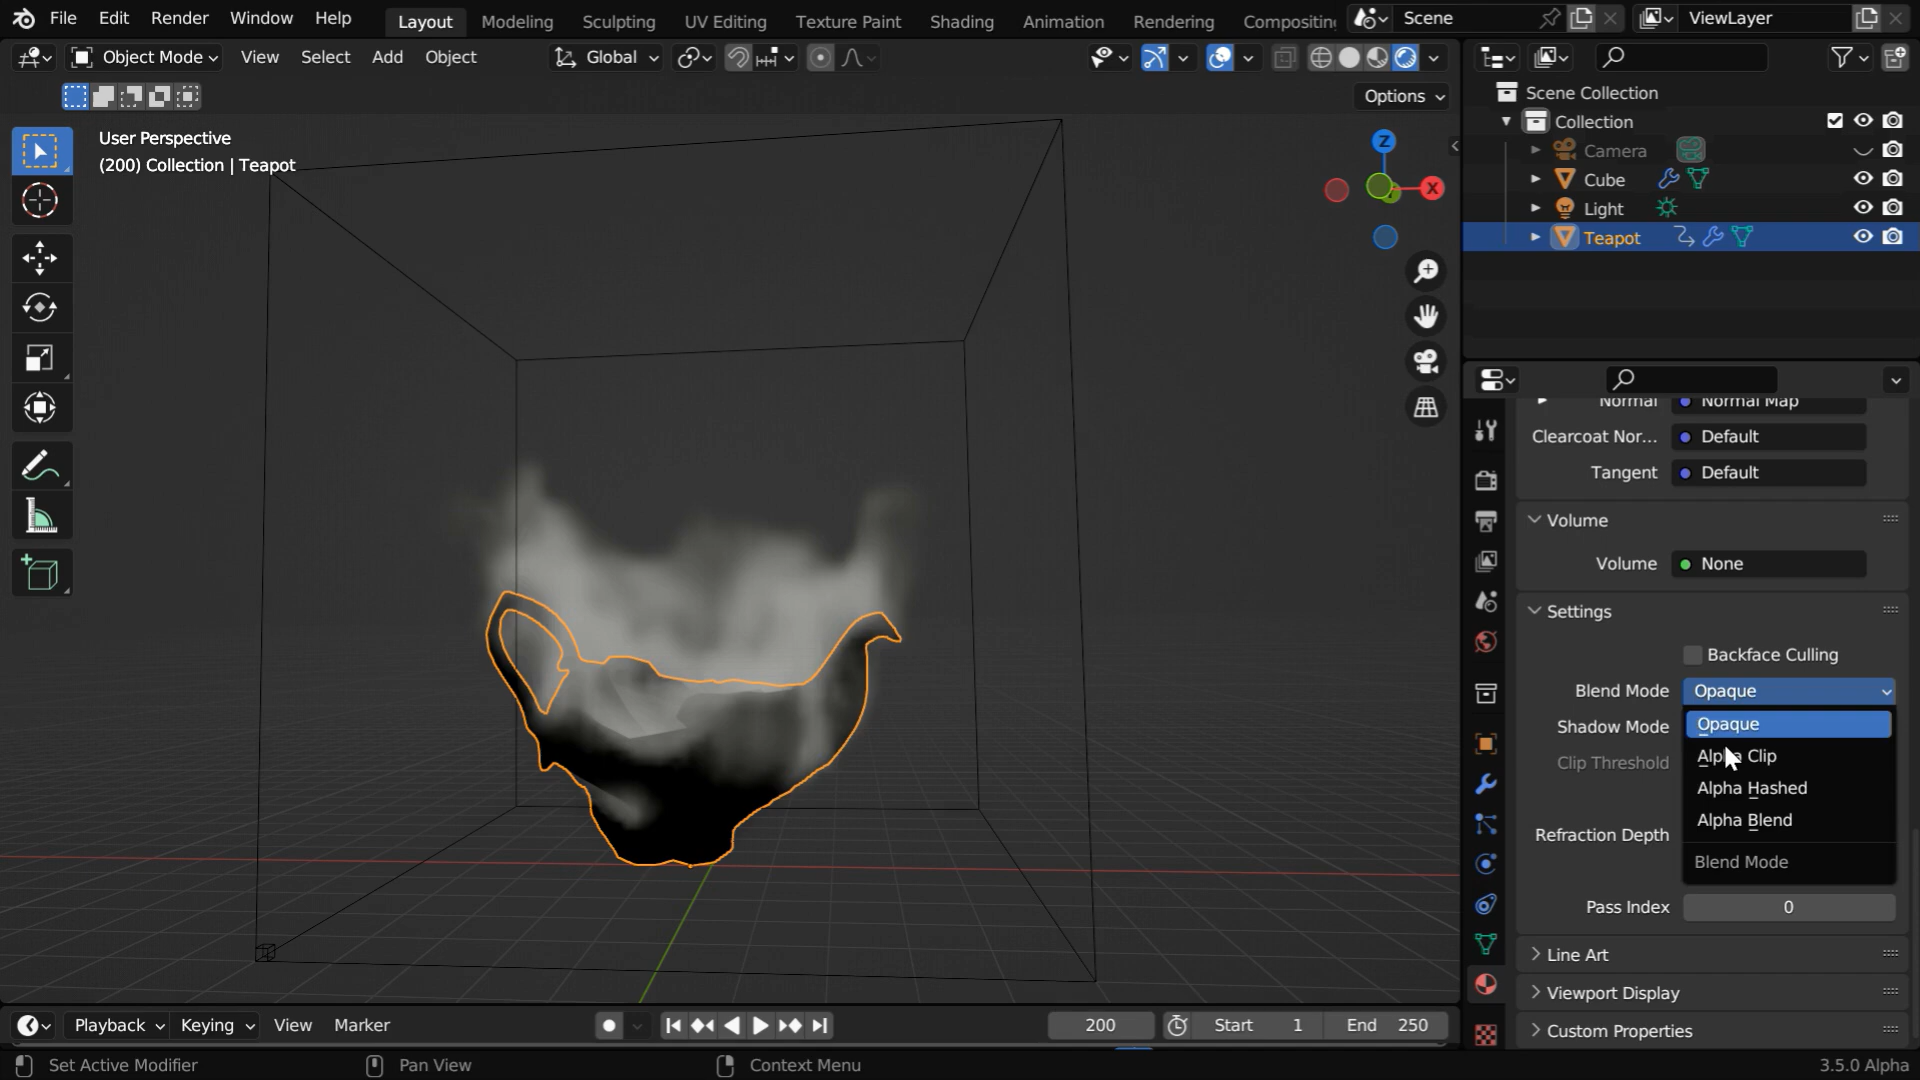 File Edit Render Window Help Layout Modeling Sculpting UV Editing Texture Paint Shading Animation Rendering Compositing Scene ViewLayer
Object Mode View Select Add Object Global
Options
User Perspective
(200) Collection | Teapot
Z
X
Scene Collection
Collection
Camera
Cube
Light
Teapot
Normal Normal Map
Clearcoat Nor... Default
Tangent Default
Volume
Volume None
Settings
Backface Culling
Blend Mode Opaque
Shadow Mode Opaque
Clip Threshold Alpha Clip
Alpha Hashed
Refraction Depth Alpha Blend
Blend Mode
Pass Index 0
Line Art
Viewport Display
Custom Properties
Playback Keying View Marker 200 Start 1 End 250
Set Active Modifier Pan View Context Menu 3.5.0 Alpha